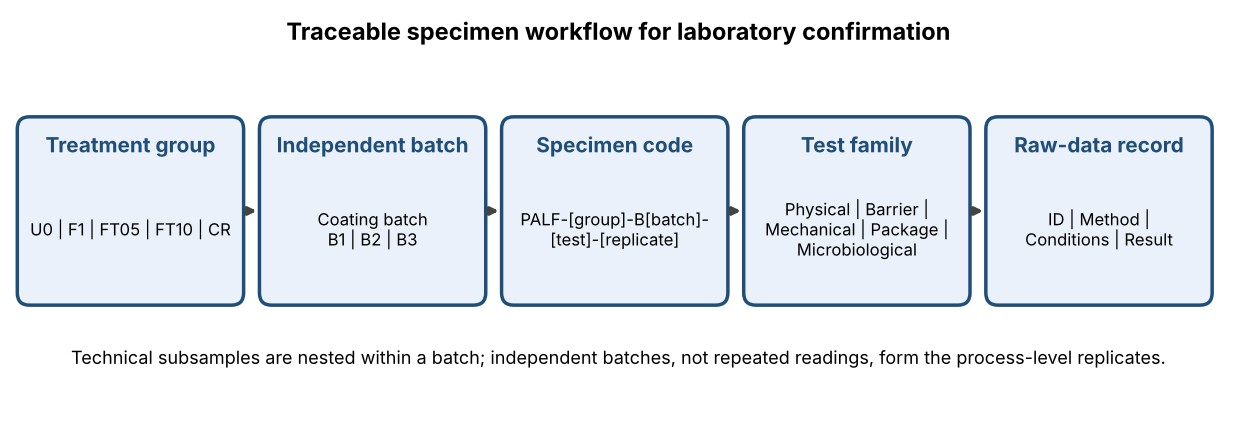 Traceable specimen workflow for laboratory confirmation
Treatment group
U0 | F1 | FT05 | FT10 | CR
Independent batch
Coating batch
B1 | B2 | B3
Specimen code
PALF-[group]-B[batch]-
[test]-[replicate]
Test family
Physical | Barrier |
Mechanical | Package |
Microbiological
Raw-data record
ID | Method |
Conditions | Result
Technical subsamples are nested within a batch; independent batches, not repeated readings, form the process-level replicates.